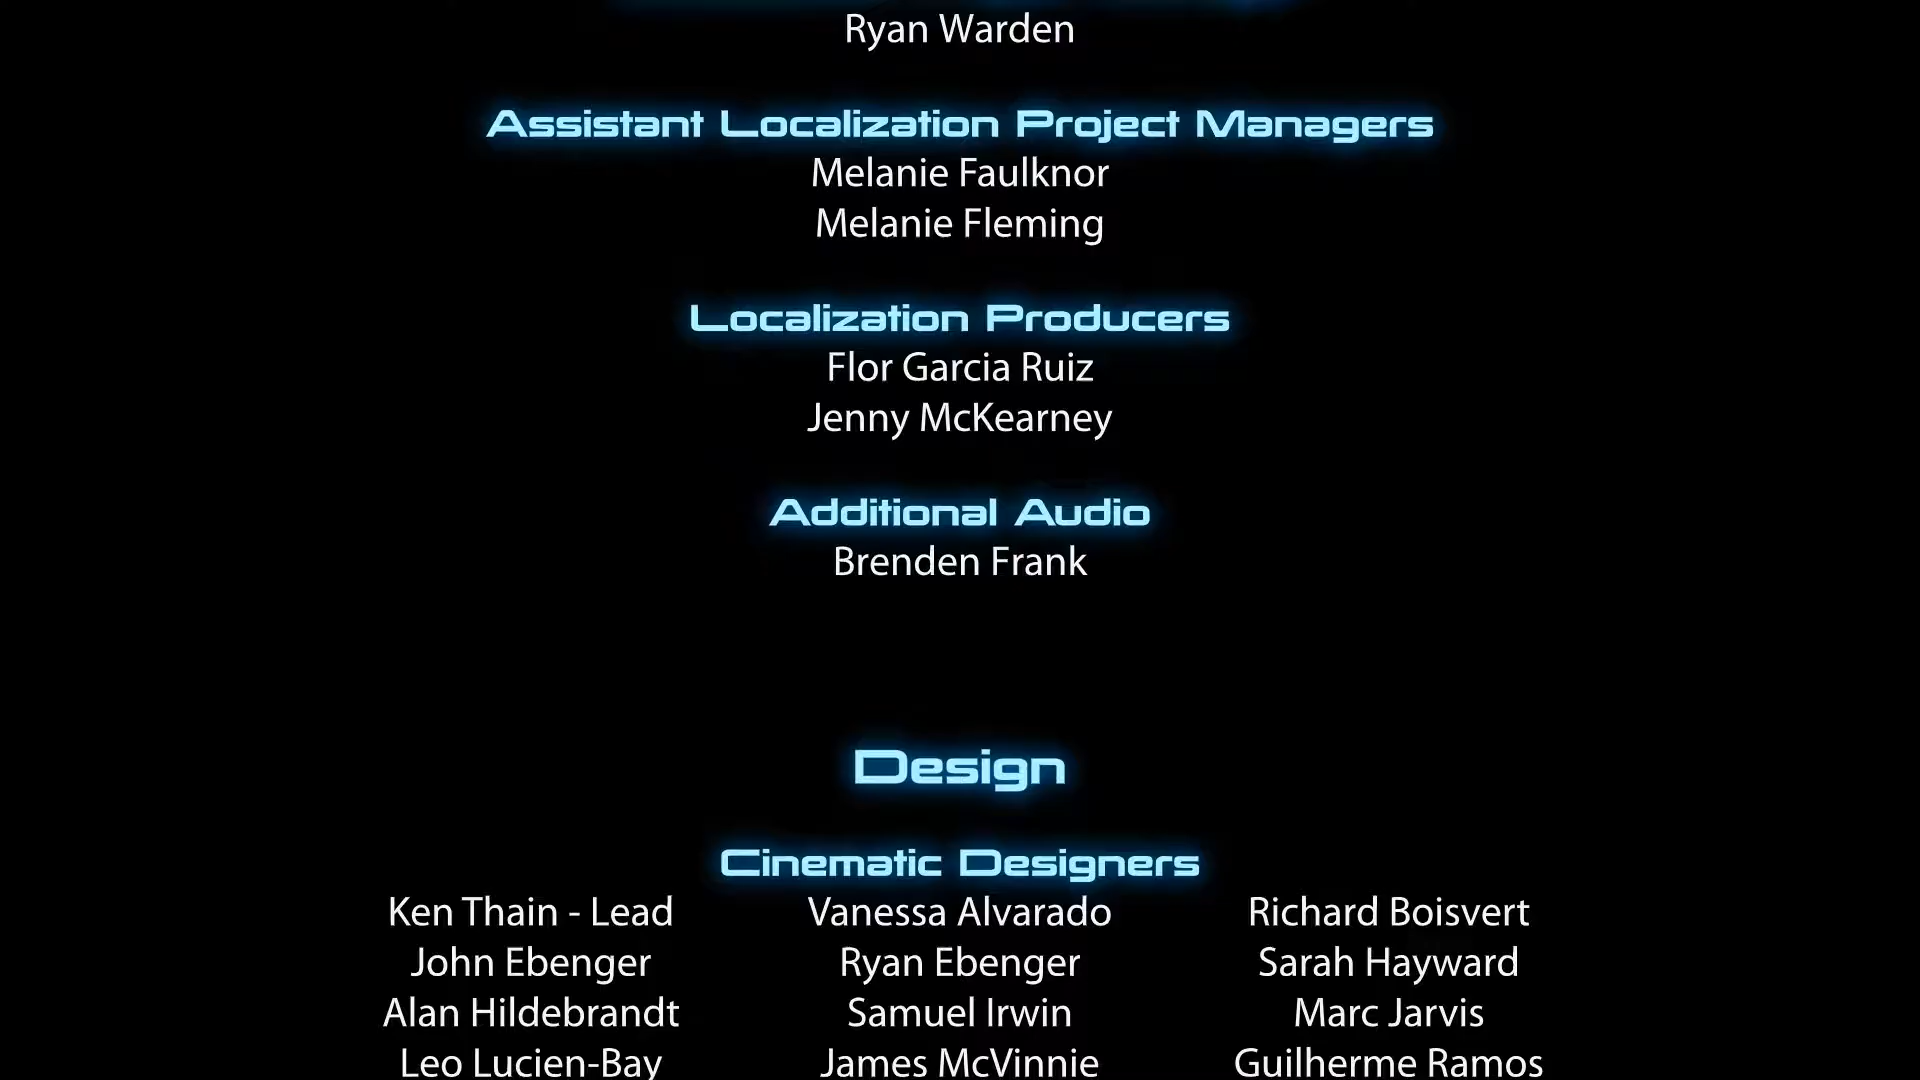 Ryan Warden
Assistant Localization Project Managers
Melanie Faulknor
Melanie Fleming
Localization Producers
Flor Garcia Ruiz
Jenny McKearney
Additional Audio
Brenden Frank
Design
Cinematic Designers
Ken Thain - Lead Vanessa Alvarado Richard Boisvert
John Ebenger Ryan Ebenger Sarah Hayward
Alan Hildebrandt Samuel Irwin Marc Jarvis
Leo Lucien-Bay James McVinnie Guilherme Ramos